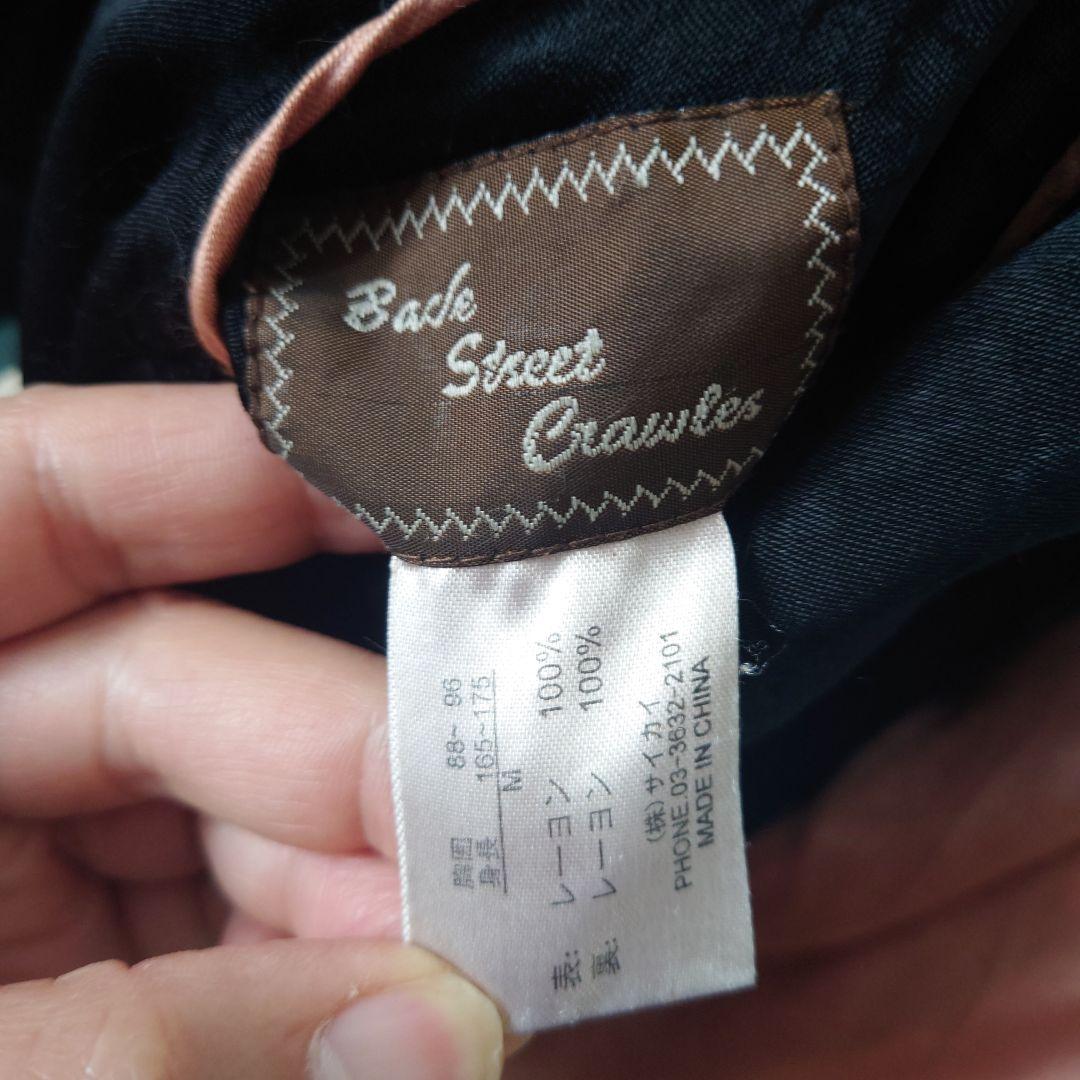 Back
Street
Crawler
胸囲 88~ 96
身長 165~175
M
表: レーヨン 100%
裏: レーヨン 100%
(株)サイカイ
PHONE.03-3632-2101
MADE IN CHINA